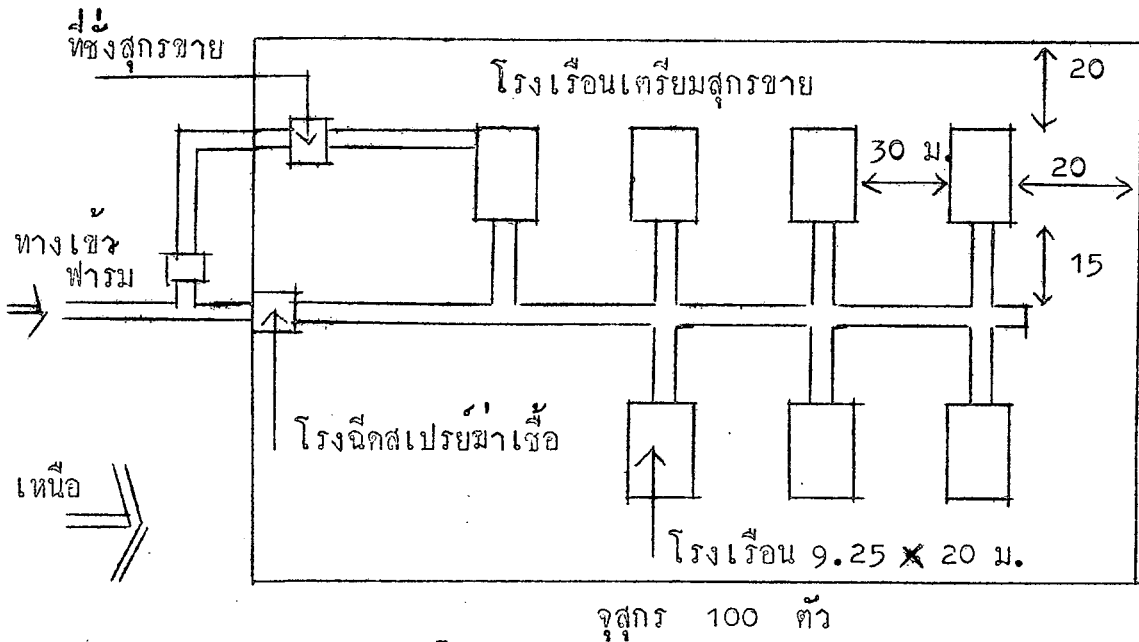 ที่ชั่งสุกรขาย
โรงเรือนเตรียมสุกรขาย
20
30 ม.
20
ทางเข้า
ฟารม
15
โรงฉีดสเปรย์ฆ่าเชื้อ
เหนือ
โรงเรือน 9.25 x 20 ม.
จุสุกร 100 ตัว